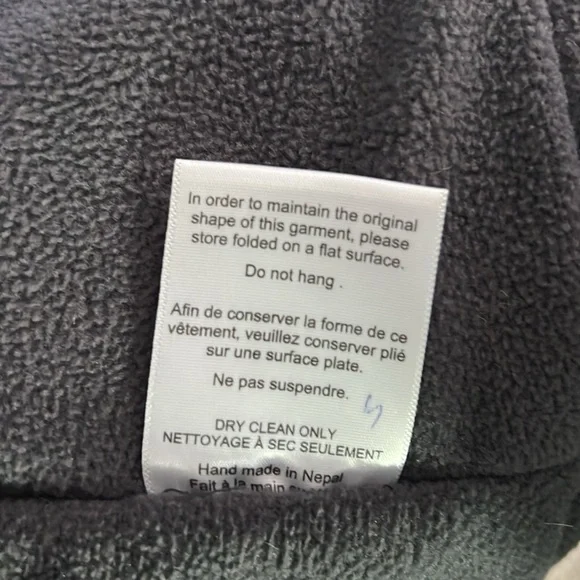 In order to maintain the original
shape of this garment, please
store folded on a flat surface.
Do not hang .
Afin de conserver la forme de ce
vêtement, veuillez conserver plié
sur une surface plate.
Ne pas suspendre.
DRY CLEAN ONLY
NETTOYAGE À SEC SEULEMENT
Hand made in Nepal
Fait à la main